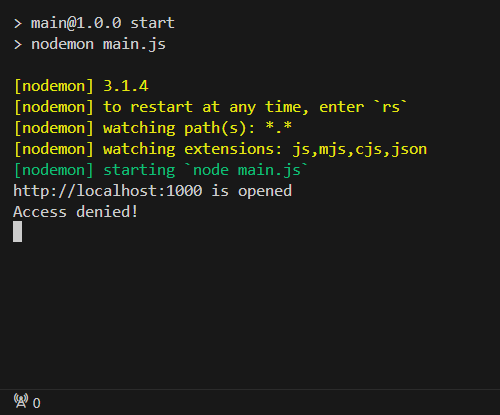 > main@1.0.0 start
> nodemon main.js
[nodemon] 3.1.4
[nodemon] to restart at any time, enter `rs`
[nodemon] watching path(s): *.*
[nodemon] watching extensions: js,mjs,cjs,json
[nodemon] starting `node main.js`
http://localhost:1000 is opened
Access denied!
0